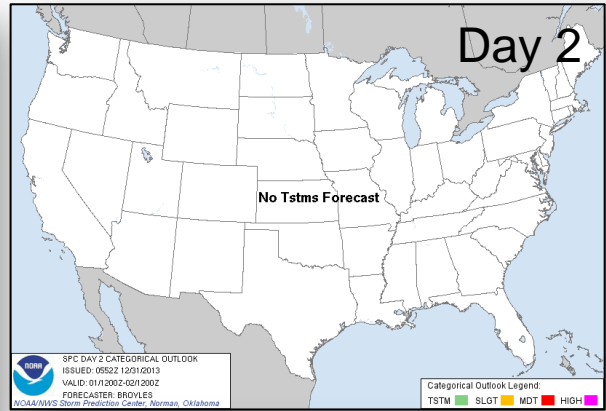 Day 2
No Tstms Forecast
NOAA
SPC DAY 2 CATEGORICAL OUTLOOK
ISSUED: 0552Z 12/31/2013
VALID: 01/1200Z-02/1200Z
FORECASTER: BROYLES
NOAA/NWS Storm Prediction Center, Norman, Oklahoma
Categorical Outlook Legend:
TSTM SLGT MDT HIGH